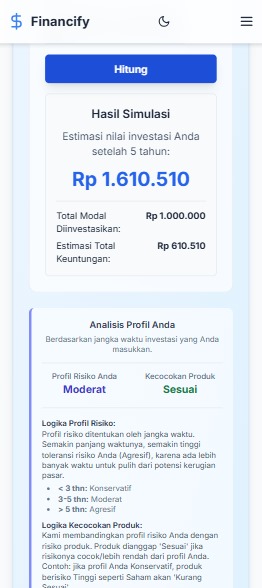 Financify
Hitung
Hasil Simulasi
Estimasi nilai investasi Anda
setelah 5 tahun:
Rp 1.610.510
Total Modal Rp 1.000.000
Diinvestasikan:
Estimasi Total Rp 610.510
Keuntungan:
Analisis Profil Anda
Berdasarkan jangka waktu investasi yang Anda
masukkan.
Profil Risiko Anda Kecocokan Produk
Moderat Sesuai
Logika Profil Risiko:
Profil risiko ditentukan oleh jangka waktu.
Semakin panjang waktunya, semakin tinggi
toleransi risiko Anda (Agresif), karena ada lebih
banyak waktu untuk pulih dari potensi kerugian
pasar.
• < 3 thn: Konservatif
• 3-5 thn: Moderat
• > 5 thn: Agresif
Logika Kecocokan Produk:
Kami membandingkan profil risiko Anda dengan
risiko produk. Produk dianggap 'Sesuai' jika
risikonya cocok/lebih rendah dari profil Anda.
Contoh: jika profil Anda Konservatif, produk
berisiko Tinggi seperti Saham akan 'Kurang
Sesuai'